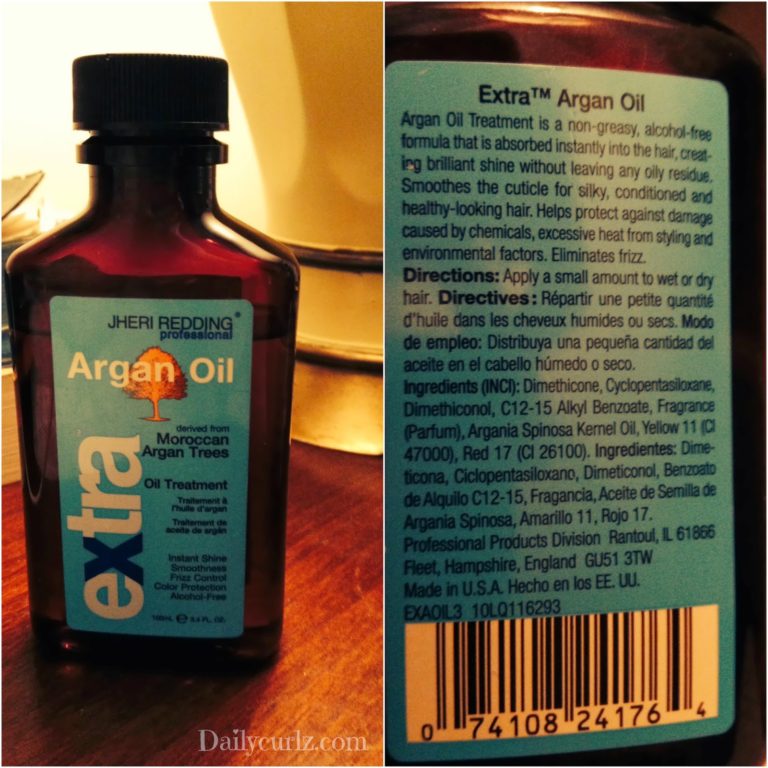 JHERI REDDING®
professional
Argan Oil
derived from
Moroccan
Argan Trees
extra™
Oil Treatment
Traitement à
l'huile d'argan
Tratamiento de
aceite de argán
Instant Shine
Smoothness
Frizz Control
Color Protection
Alcohol-Free
100mL ℮ 3.4 FL. OZ.
Dailycurlz.com
Extra™ Argan Oil
Argan Oil Treatment is a non-greasy, alcohol-free
formula that is absorbed instantly into the hair, creat-
ing brilliant shine without leaving any oily residue.
Smoothes the cuticle for silky, conditioned and
healthy-looking hair. Helps protect against damage
caused by chemicals, excessive heat from styling and
environmental factors. Eliminates frizz.
Directions: Apply a small amount to wet or dry
hair. Directives: Répartir une petite quantité
d'huile dans les cheveux humides ou secs. Modo
de empleo: Distribuya una pequeña cantidad del
aceite en el cabello húmedo o seco.
Ingredients (INCI): Dimethicone, Cyclopentasiloxane,
Dimethiconol, C12-15 Alkyl Benzoate, Fragrance
(Parfum), Argania Spinosa Kernel Oil, Yellow 11 (CI
47000), Red 17 (CI 26100). Ingredientes: Dime-
ticona, Ciclopentasiloxano, Dimeticonol, Benzoato
de Alquilo C12-15, Fragancia, Aceite de Semilla de
Argania Spinosa, Amarillo 11, Rojo 17.
Professional Products Division Rantoul, IL 61866
Fleet, Hampshire, England GU51 3TW
Made in U.S.A. Hecho en los EE. UU.
EXAOIL3 10LQ116293
0 74108 24176 4